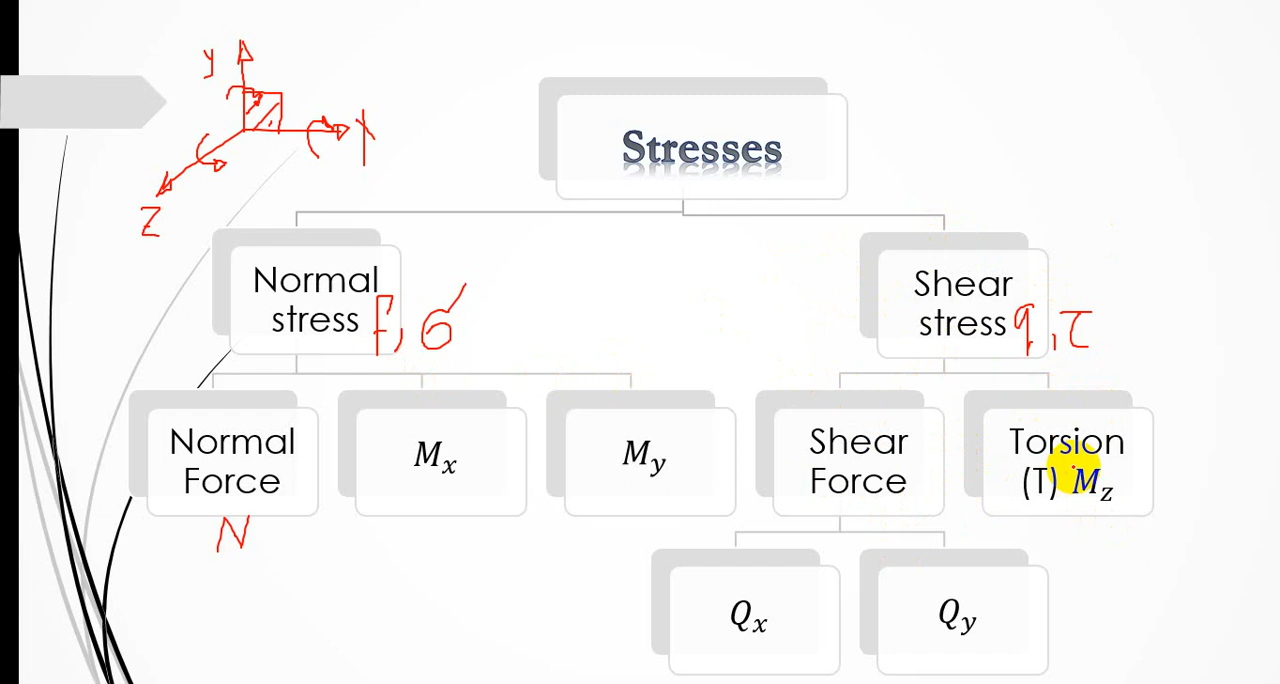 y
X
Z
Stresses
Normal
stress
f, σ
Shear
stress
q, τ
Normal
Force
N
Mx
My
Shear
Force
Torsion
(T) Mz
Qx
Qy